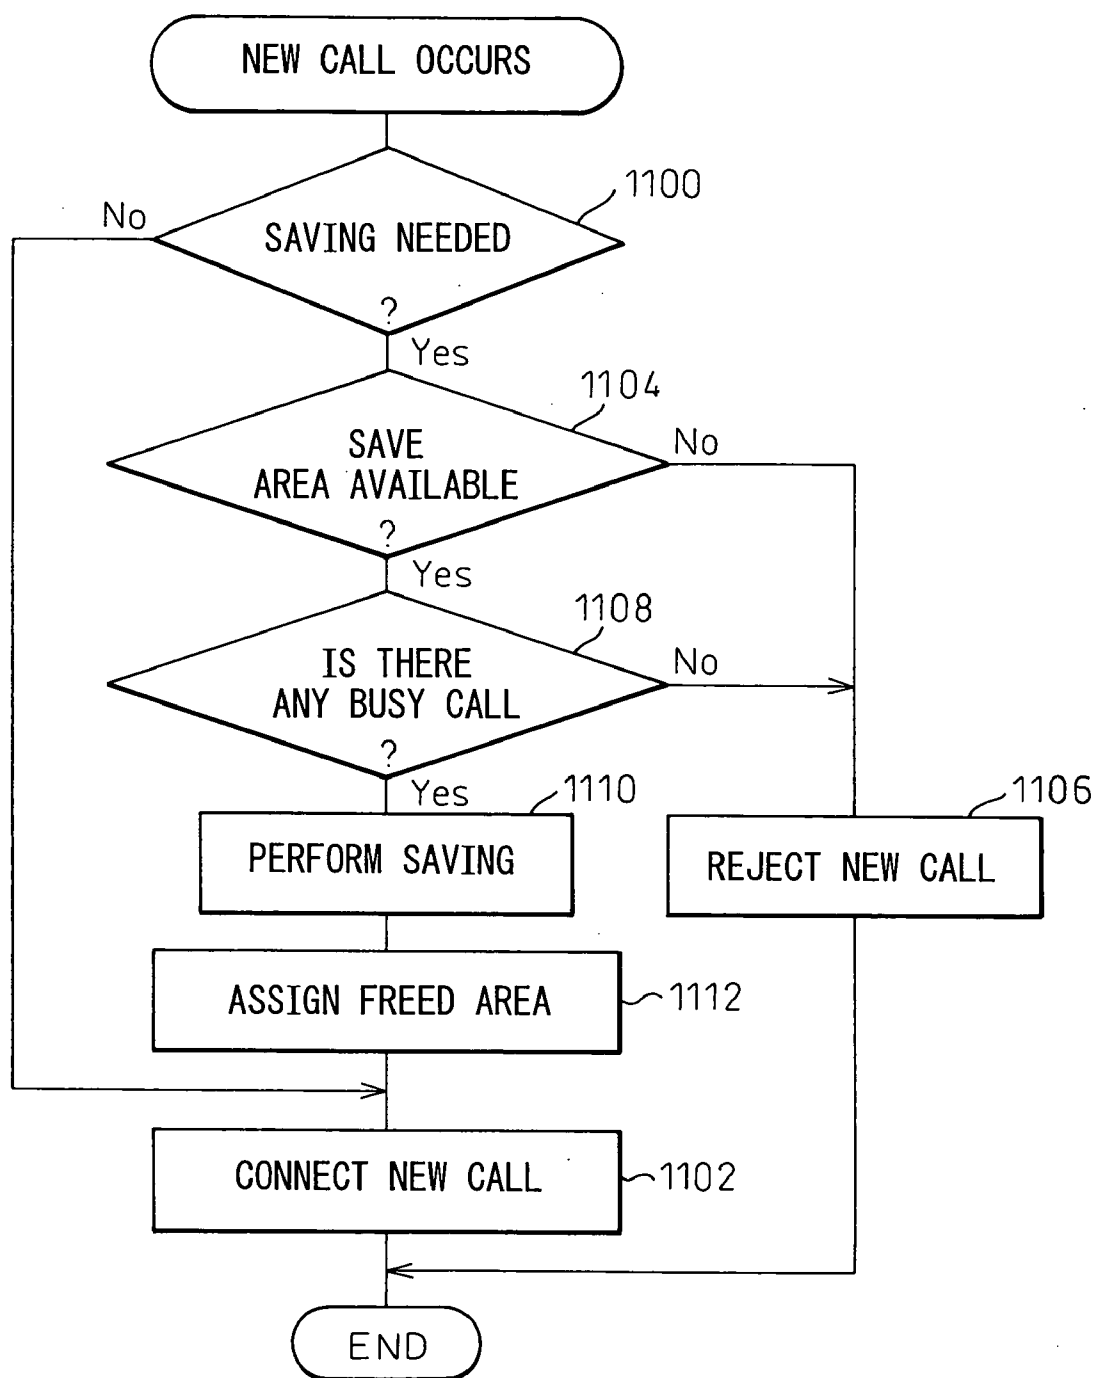 NEW CALL OCCURS
1100
No
SAVING NEEDED
?
Yes
1104
No
SAVE
AREA AVAILABLE
?
Yes
1108
No
IS THERE
ANY BUSY CALL
?
Yes
1110
1106
PERFORM SAVING
REJECT NEW CALL
ASSIGN FREED AREA
1112
CONNECT NEW CALL
1102
END